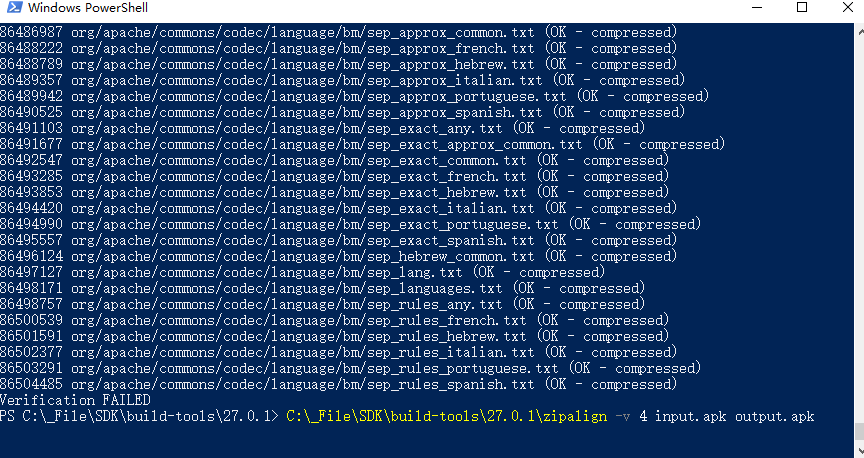 Windows PowerShell
86486987 org/apache/commons/codec/language/bm/sep_approx_common.txt (OK - compressed)
86488222 org/apache/commons/codec/language/bm/sep_approx_french.txt (OK - compressed)
86488789 org/apache/commons/codec/language/bm/sep_approx_hebrew.txt (OK - compressed)
86489357 org/apache/commons/codec/language/bm/sep_approx_italian.txt (OK - compressed)
86489942 org/apache/commons/codec/language/bm/sep_approx_portuguese.txt (OK - compressed)
86490525 org/apache/commons/codec/language/bm/sep_approx_spanish.txt (OK - compressed)
86491103 org/apache/commons/codec/language/bm/sep_exact_any.txt (OK - compressed)
86491677 org/apache/commons/codec/language/bm/sep_exact_approx_common.txt (OK - compressed)
86492547 org/apache/commons/codec/language/bm/sep_exact_common.txt (OK - compressed)
86493285 org/apache/commons/codec/language/bm/sep_exact_french.txt (OK - compressed)
86493853 org/apache/commons/codec/language/bm/sep_exact_hebrew.txt (OK - compressed)
86494420 org/apache/commons/codec/language/bm/sep_exact_italian.txt (OK - compressed)
86494990 org/apache/commons/codec/language/bm/sep_exact_portuguese.txt (OK - compressed)
86495557 org/apache/commons/codec/language/bm/sep_exact_spanish.txt (OK - compressed)
86496124 org/apache/commons/codec/language/bm/sep_hebrew_common.txt (OK - compressed)
86497127 org/apache/commons/codec/language/bm/sep_lang.txt (OK - compressed)
86498171 org/apache/commons/codec/language/bm/sep_languages.txt (OK - compressed)
86498757 org/apache/commons/codec/language/bm/sep_rules_any.txt (OK - compressed)
86500539 org/apache/commons/codec/language/bm/sep_rules_french.txt (OK - compressed)
86501591 org/apache/commons/codec/language/bm/sep_rules_hebrew.txt (OK - compressed)
86502377 org/apache/commons/codec/language/bm/sep_rules_italian.txt (OK - compressed)
86503291 org/apache/commons/codec/language/bm/sep_rules_portuguese.txt (OK - compressed)
86504485 org/apache/commons/codec/language/bm/sep_rules_spanish.txt (OK - compressed)
Verification FAILED
PS C:\_File\SDK\build-tools\27.0.1> C:\_File\SDK\build-tools\27.0.1\zipalign -v 4 input.apk output.apk